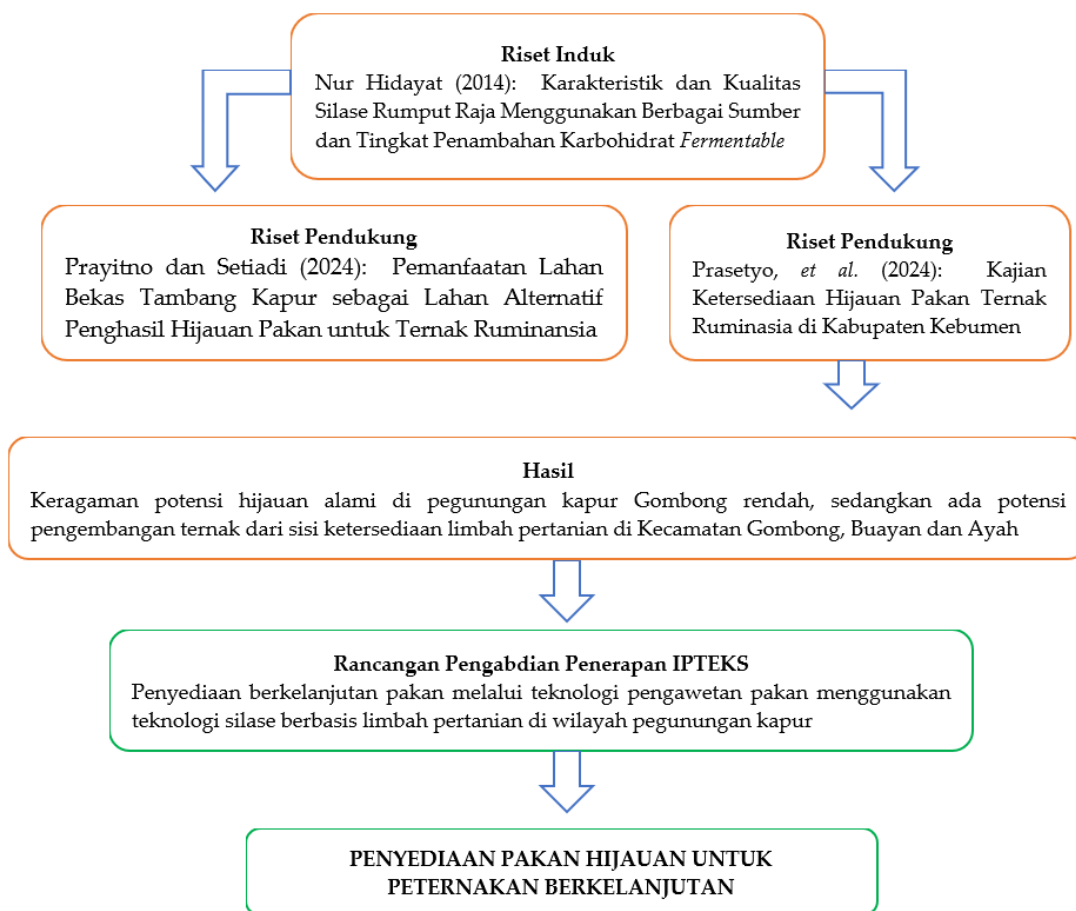 Riset Induk
Nur Hidayat (2014): Karakteristik dan Kualitas
Silase Rumput Raja Menggunakan Berbagai Sumber
dan Tingkat Penambahan Karbohidrat Fermentable
Riset Pendukung
Prayitno dan Setiadi (2024): Pemanfaatan Lahan
Bekas Tambang Kapur sebagai Lahan Alternatif
Penghasil Hijauan Pakan untuk Ternak Ruminansia
Riset Pendukung
Prasetyo, et al. (2024): Kajian
Ketersediaan Hijauan Pakan Ternak
Ruminasia di Kabupaten Kebumen
Hasil
Keragaman potensi hijauan alami di pegunungan kapur Gombong rendah, sedangkan ada potensi
pengembangan ternak dari sisi ketersediaan limbah pertanian di Kecamatan Gombong, Buayan dan Ayah
Rancangan Pengabdian Penerapan IPTEKS
Penyediaan berkelanjutan pakan melalui teknologi pengawetan pakan menggunakan
teknologi silase berbasis limbah pertanian di wilayah pegunungan kapur
PENYEDIAAN PAKAN HIJAUAN UNTUK
PETERNAKAN BERKELANJUTAN